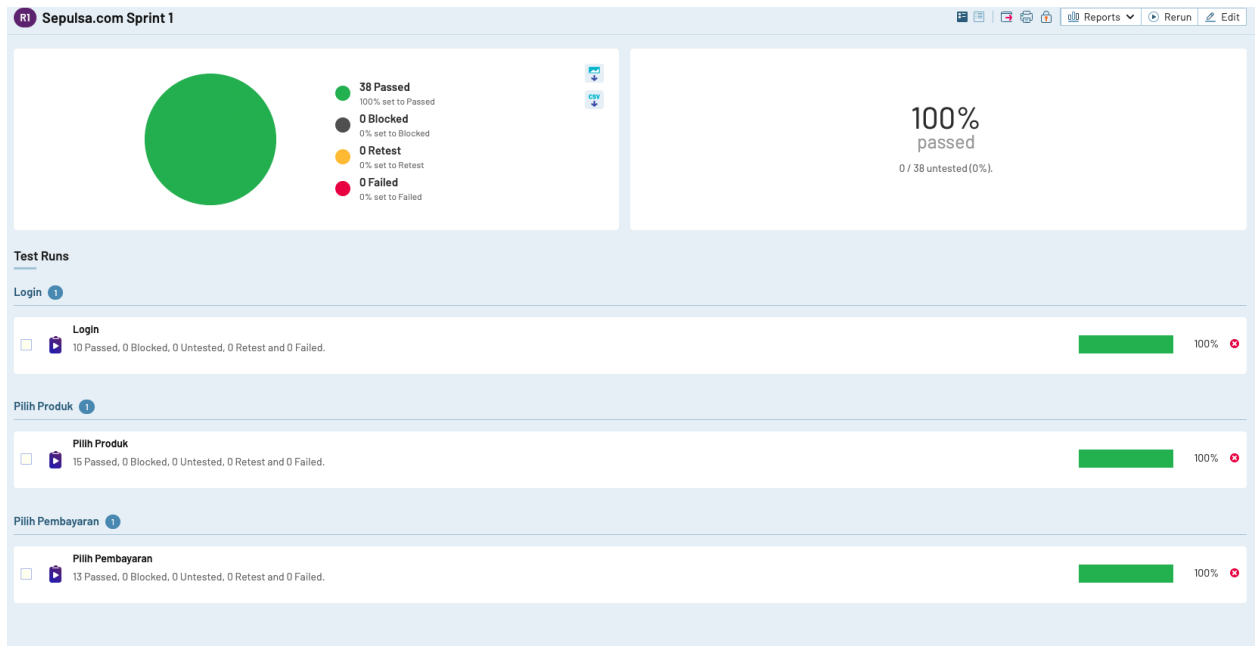 R1 Sepulsa.com Sprint 1
Reports Rerun Edit
38 Passed
100% set to Passed
CSV
0 Blocked
0% set to Blocked
0 Retest
0% set to Retest
0 Failed
0% set to Failed
100%
passed
0 / 38 untested (0%).
Test Runs
Login 1
Login
10 Passed, 0 Blocked, 0 Untested, 0 Retest and 0 Failed.
100%
Pilih Produk 1
Pilih Produk
15 Passed, 0 Blocked, 0 Untested, 0 Retest and 0 Failed.
100%
Pilih Pembayaran 1
Pilih Pembayaran
13 Passed, 0 Blocked, 0 Untested, 0 Retest and 0 Failed.
100%